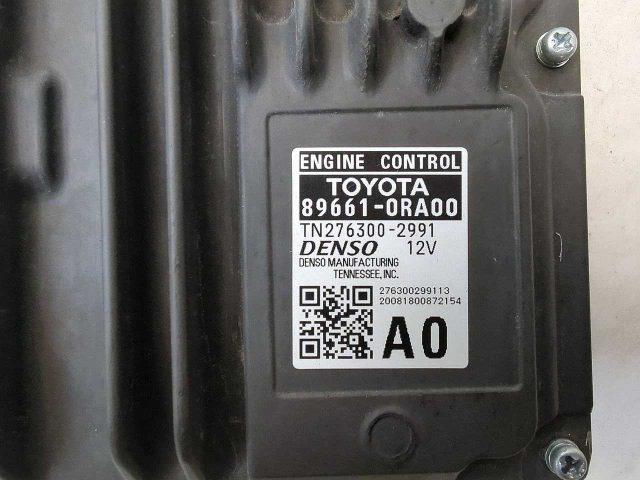 ENGINE CONTROL
TOYOTA
89661-0RA00
TN276300-2991
DENSO 12V
DENSO MANUFACTURING
TENNESSEE, INC.
276300299113
20081800872154
A0